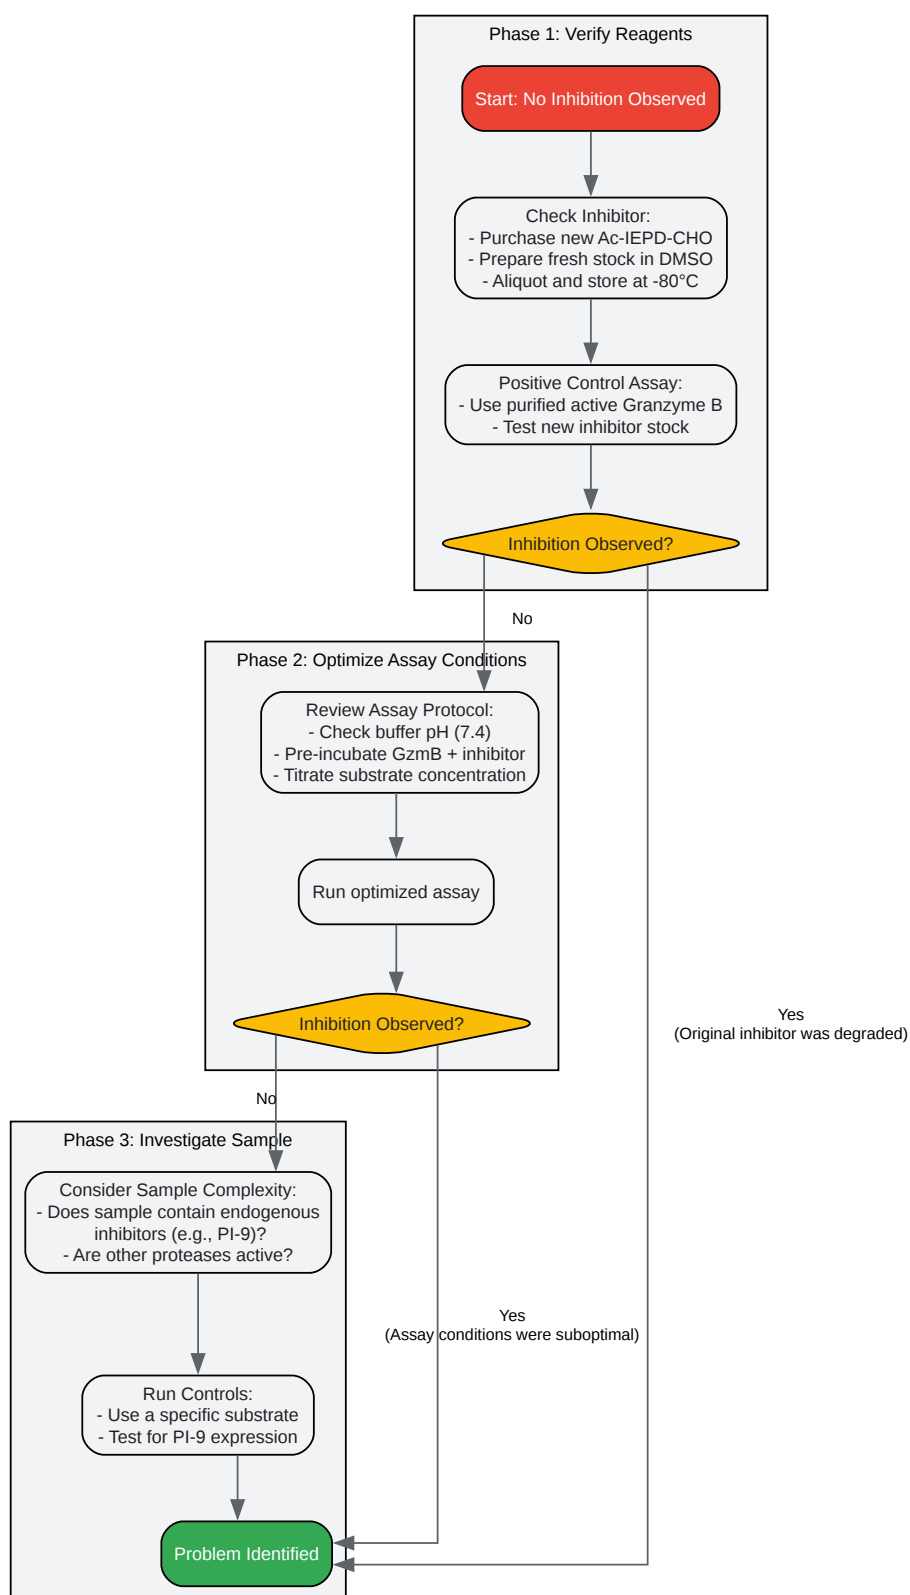 Phase 1: Verify Reagents
Start: No Inhibition Observed
Check Inhibitor:
- Purchase new Ac-IEPD-CHO
- Prepare fresh stock in DMSO
- Aliquot and store at -80°C
Positive Control Assay:
- Use purified active Granzyme B
- Test new inhibitor stock
Inhibition Observed?
No
Phase 2: Optimize Assay Conditions
Review Assay Protocol:
- Check buffer pH (7.4)
- Pre-incubate GzmB + inhibitor
- Titrate substrate concentration
Run optimized assay
Inhibition Observed?
Yes
(Original inhibitor was degraded)
No
Phase 3: Investigate Sample
Consider Sample Complexity:
- Does sample contain endogenous
inhibitors (e.g., PI-9)?
- Are other proteases active?
Yes
(Assay conditions were suboptimal)
Run Controls:
- Use a specific substrate
- Test for PI-9 expression
Problem Identified